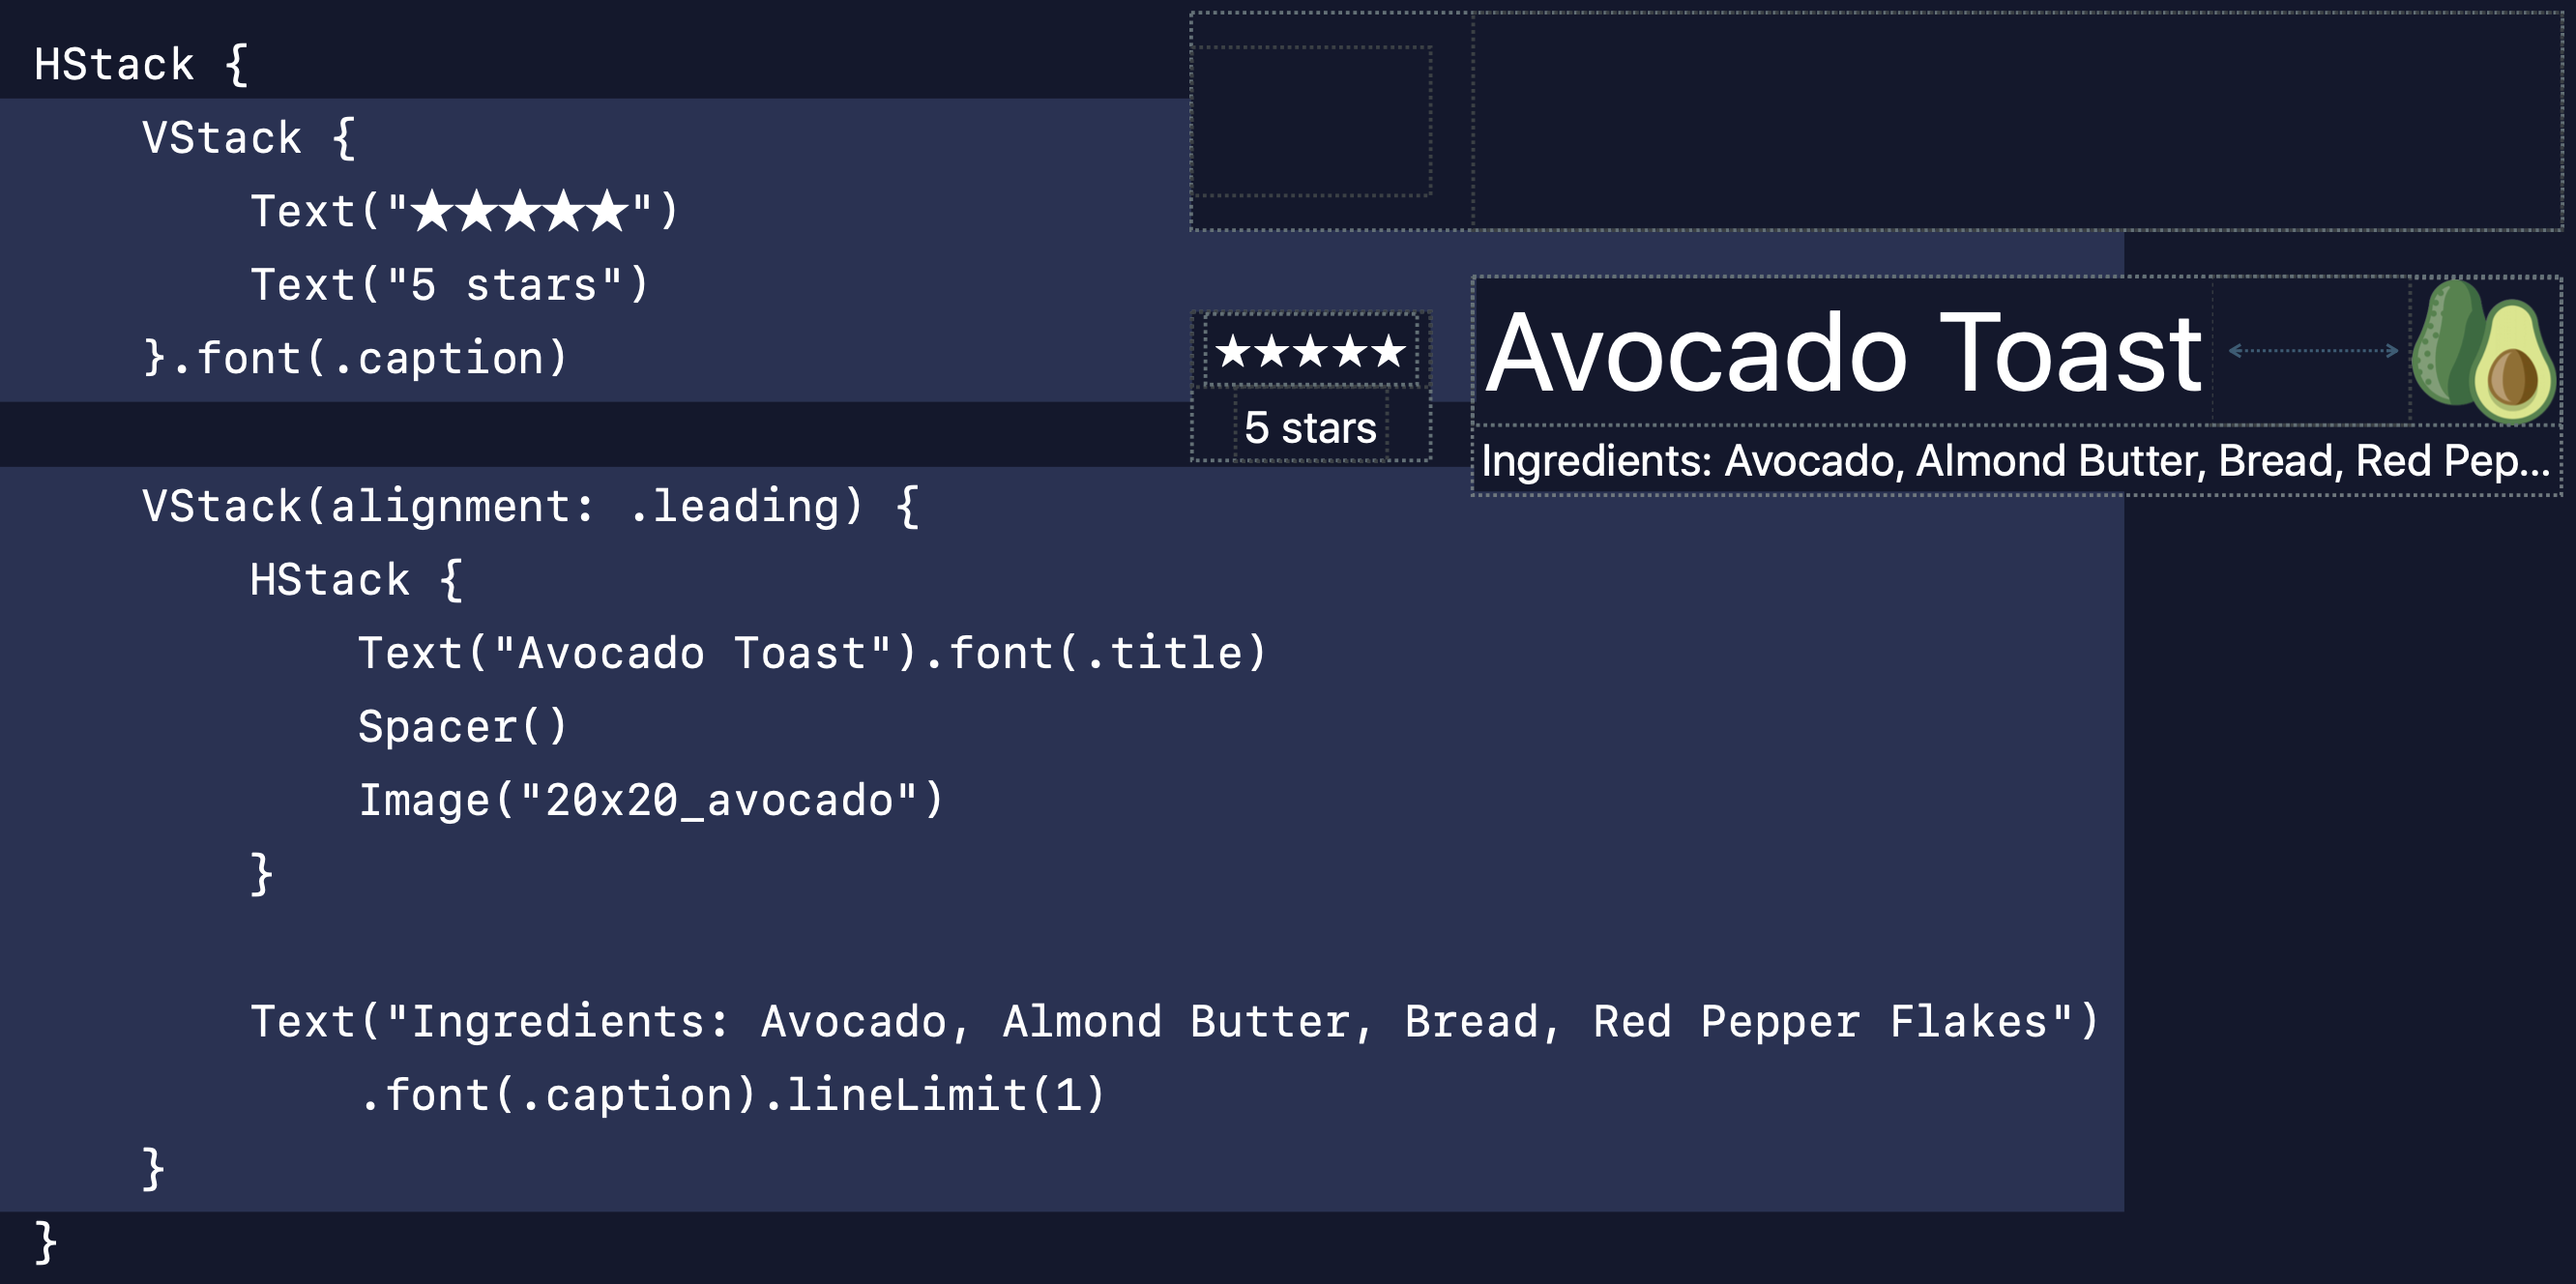 HStack {
    VStack {
        Text("★★★★★")
        Text("5 stars")
    }.font(.caption)

    VStack(alignment: .leading) {
        HStack {
            Text("Avocado Toast").font(.title)
            Spacer()
            Image("20x20_avocado")
        }

        Text("Ingredients: Avocado, Almond Butter, Bread, Red Pepper Flakes")
            .font(.caption).lineLimit(1)
    }
}
★★★★★
5 stars
Avocado Toast
Ingredients: Avocado, Almond Butter, Bread, Red Pep...